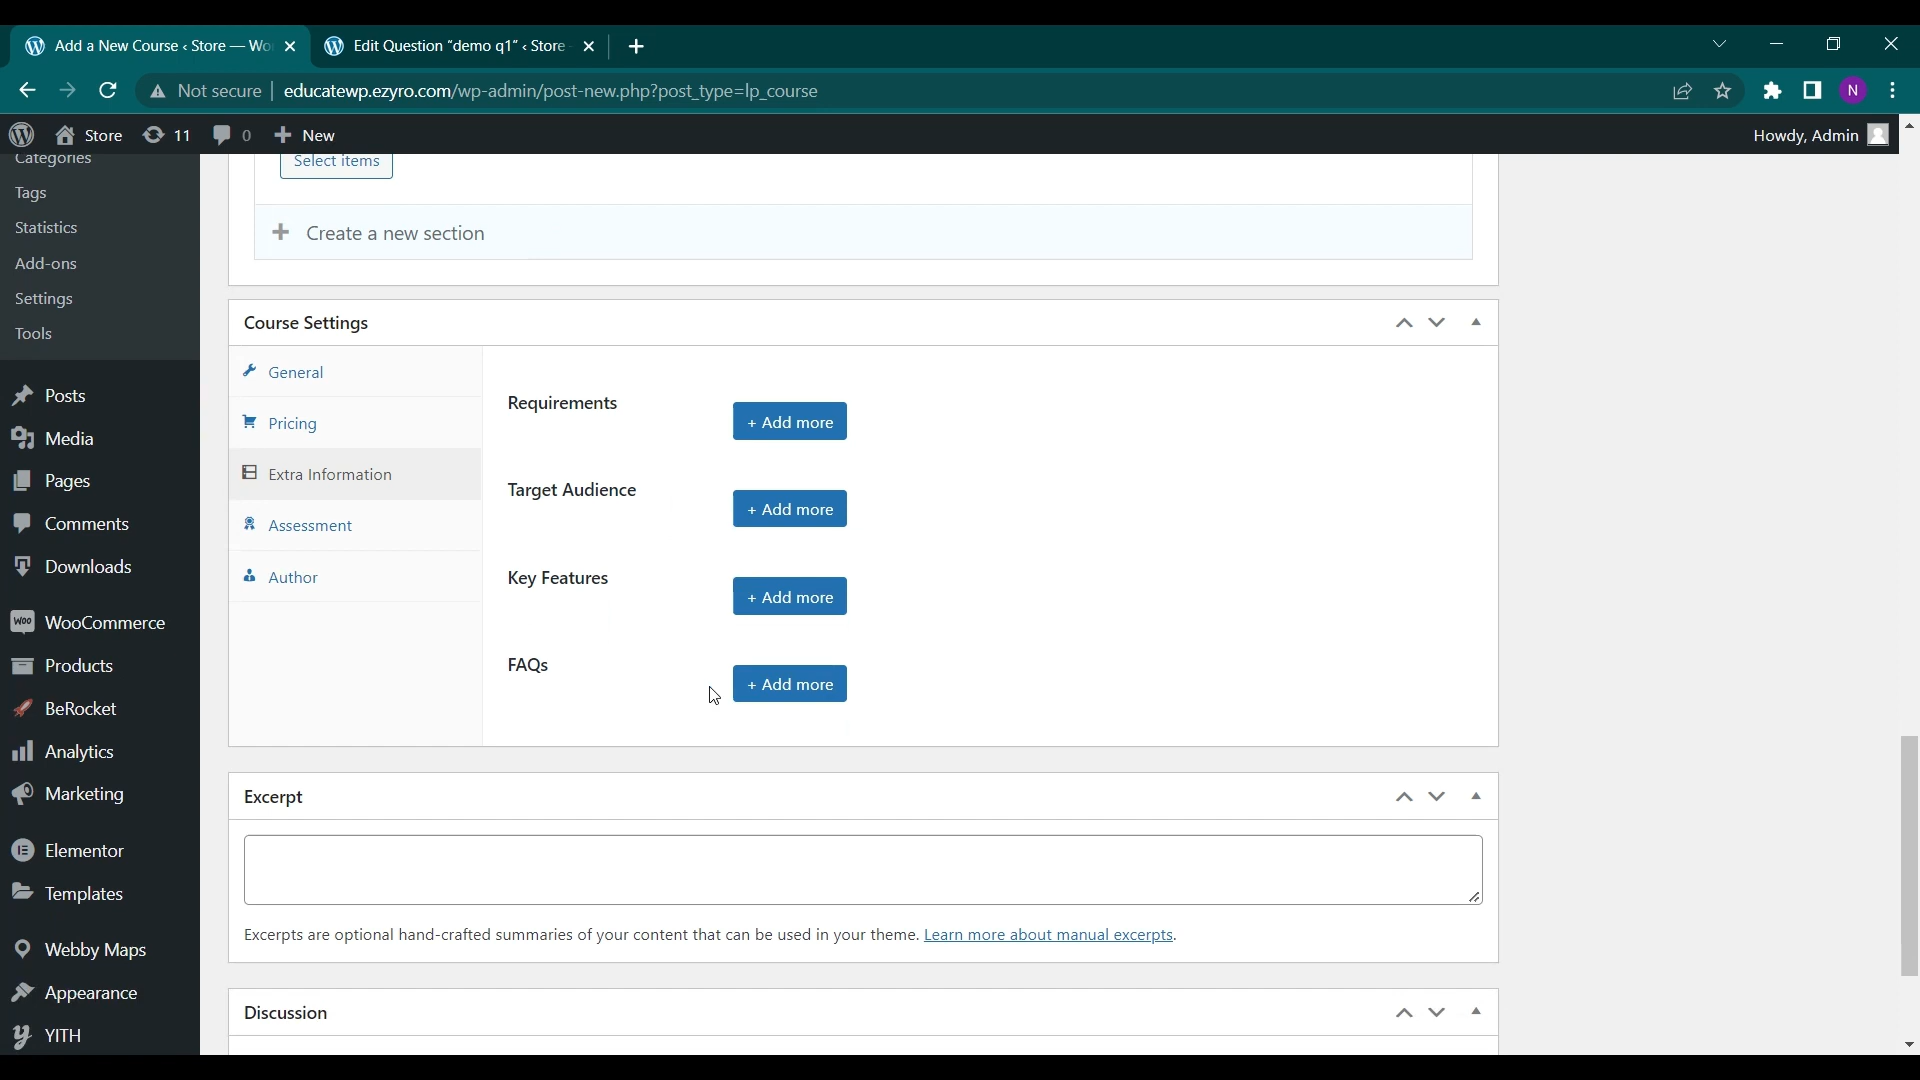 Add a New Course ‹ Store — Wo
Edit Question "demo q1" ‹ Store
Not secure
educatewp.ezyro.com/wp-admin/post-new.php?post_type=lp_course
N
Store
11
0
New
Howdy, Admin
Categories
Tags
Statistics
Add-ons
Settings
Tools
Posts
Media
Pages
Comments
Downloads
WooCommerce
Products
BeRocket
Analytics
Marketing
Elementor
Templates
Webby Maps
Appearance
YITH
Select items
+ Create a new section
Course Settings
General
Pricing
Extra Information
Assessment
Author
Requirements
+ Add more
Target Audience
+ Add more
Key Features
+ Add more
FAQs
+ Add more
Excerpt
Excerpts are optional hand-crafted summaries of your content that can be used in your theme. Learn more about manual excerpts.
Discussion